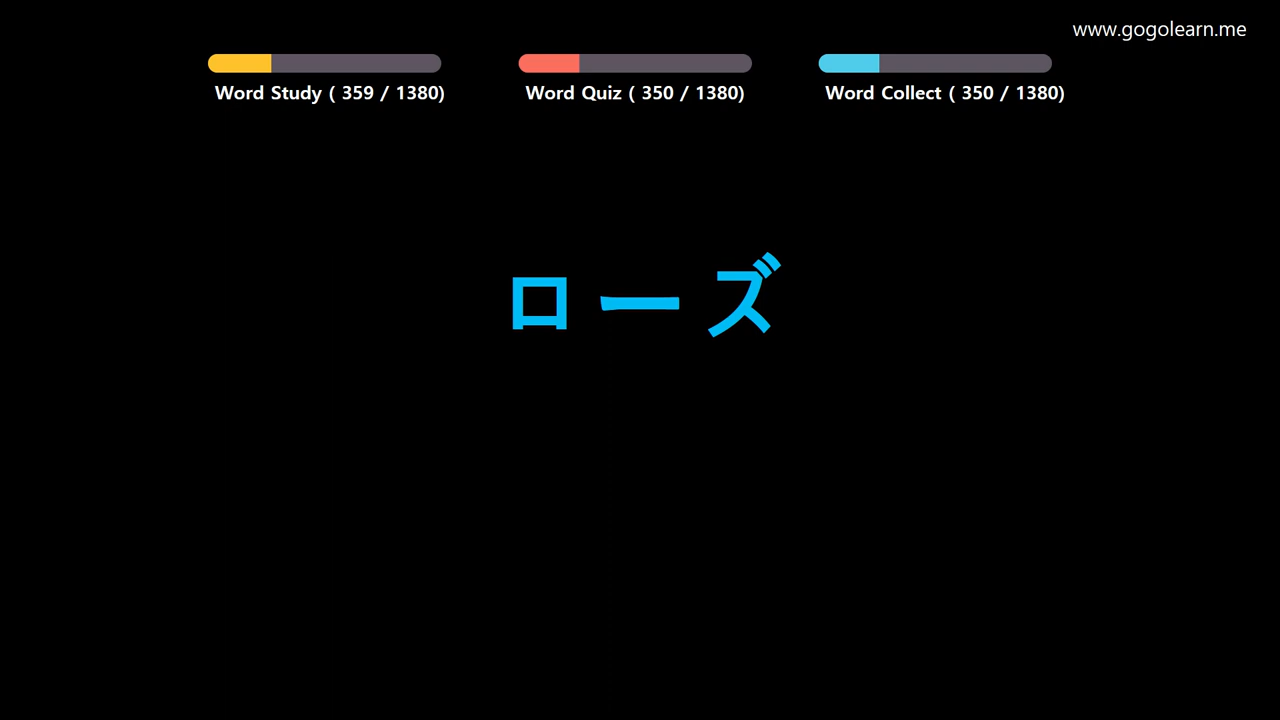 www.gogolearn.me
Word Study ( 359 / 1380)
Word Quiz ( 350 / 1380)
Word Collect ( 350 / 1380)
ローズ